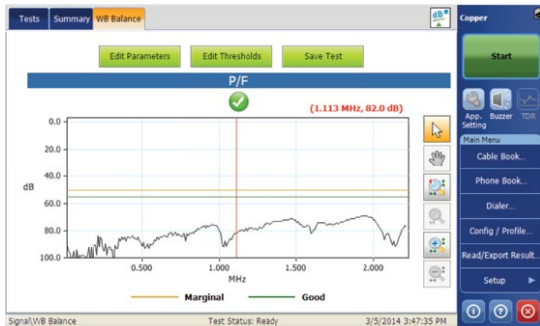 Tests Summary WB Balance
dB
Edit Parameters Edit Thresholds Save Test
P/F
(1.113 MHz, 82.0 dB)
0.0
20.0
40.0
dB
60.0
80.0
100.0
0.500 1.000 1.500 2.000
MHz
Marginal Good
Signal\WB Balance Test Status: Ready 3/5/2014 3:47:35 PM
Copper
Start
App. Setting Buzzer TDR
Main Menu
Cable Book...
Phone Book...
Dialer...
Config / Profile...
Read/Export Result...
Setup